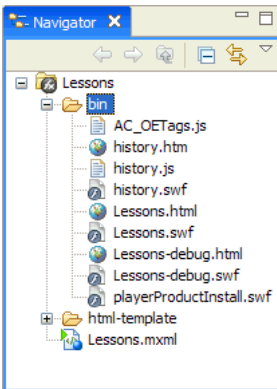 Navigator
Lessons
bin
AC_OETags.js
history.htm
history.js
history.swf
Lessons.html
Lessons.swf
Lessons-debug.html
Lessons-debug.swf
playerProductInstall.swf
html-template
Lessons.mxml